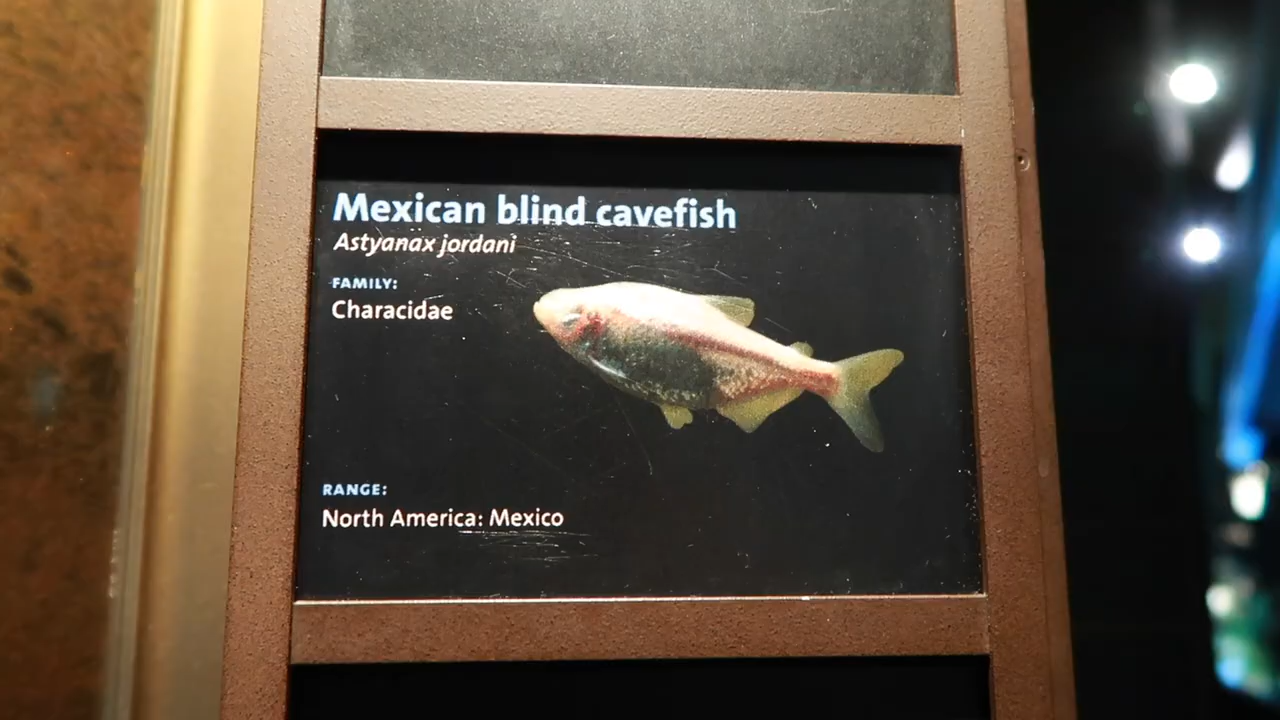 Mexican blind cavefish
Astyanax jordani
FAMILY:
Characidae
RANGE:
North America: Mexico